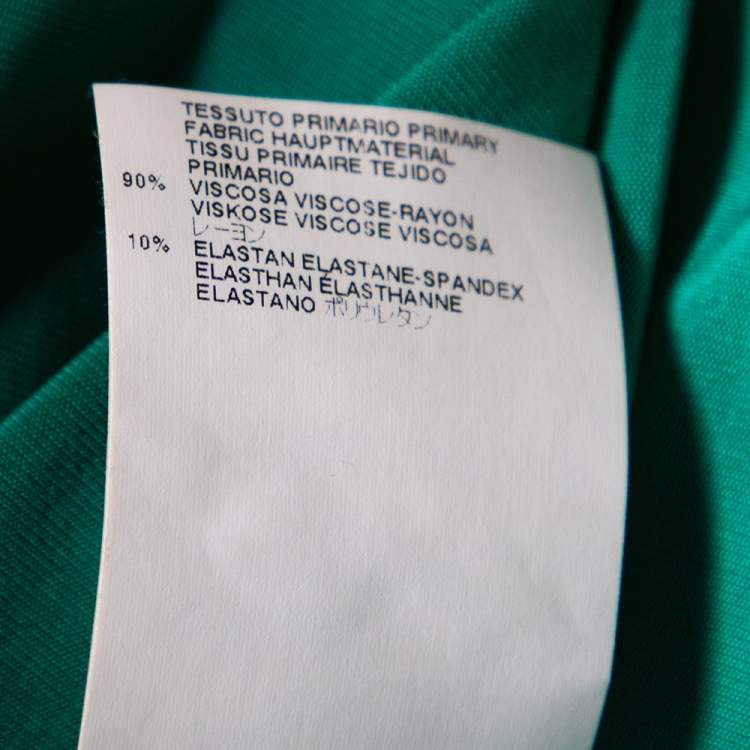 TESSUTO PRIMARIO PRIMARY
FABRIC HAUPTMATERIAL
TISSU PRIMAIRE TEJIDO
PRIMARIO
90% VISCOSA VISCOSE-RAYON
VISKOSE VISCOSE VISCOSA
レーヨン
10% ELASTAN ELASTANE-SPANDEX
ELASTHAN ÉLASTHANNE
ELASTANO ポリウレタン